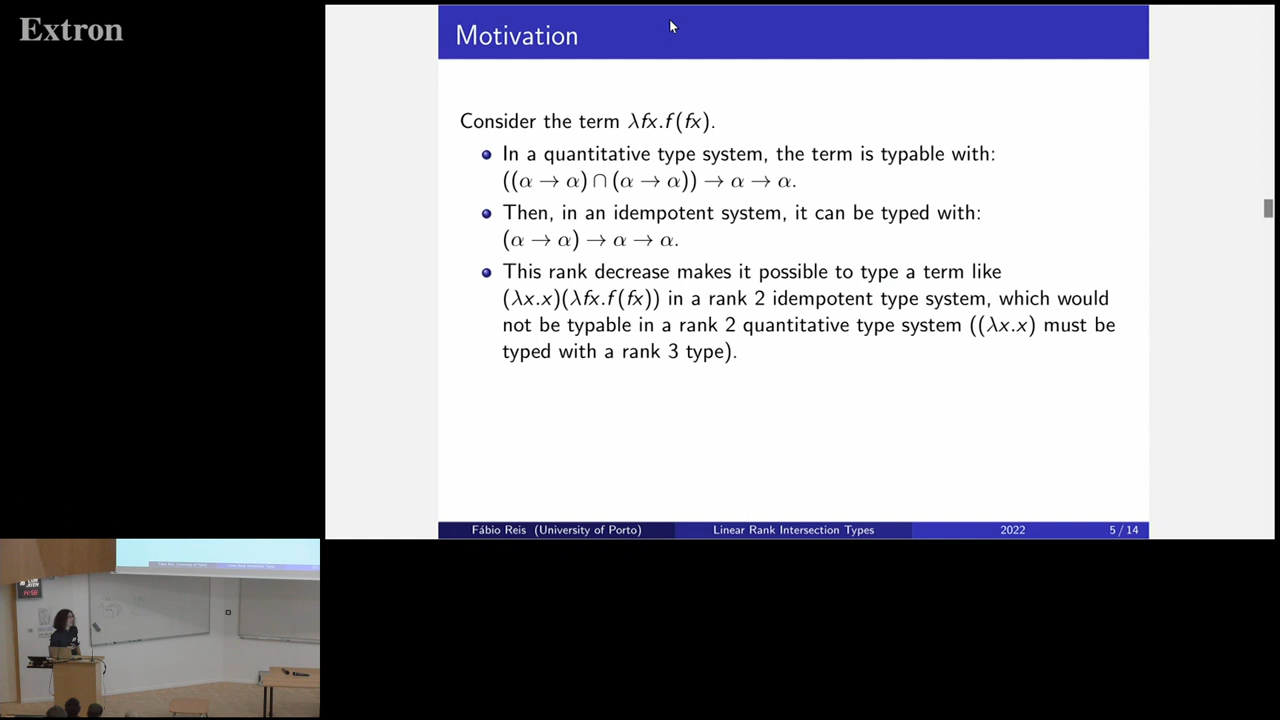 Extron
Motivation
Consider the term λfx.f(fx).
In a quantitative type system, the term is typable with:
((α → α) ∩ (α → α)) → α → α.
Then, in an idempotent system, it can be typed with:
(α → α) → α → α.
This rank decrease makes it possible to type a term like
(λx.x)(λfx.f(fx)) in a rank 2 idempotent type system, which would
not be typable in a rank 2 quantitative type system ((λx.x) must be
typed with a rank 3 type).
Fábio Reis (University of Porto) Linear Rank Intersection Types 2022 5 / 14